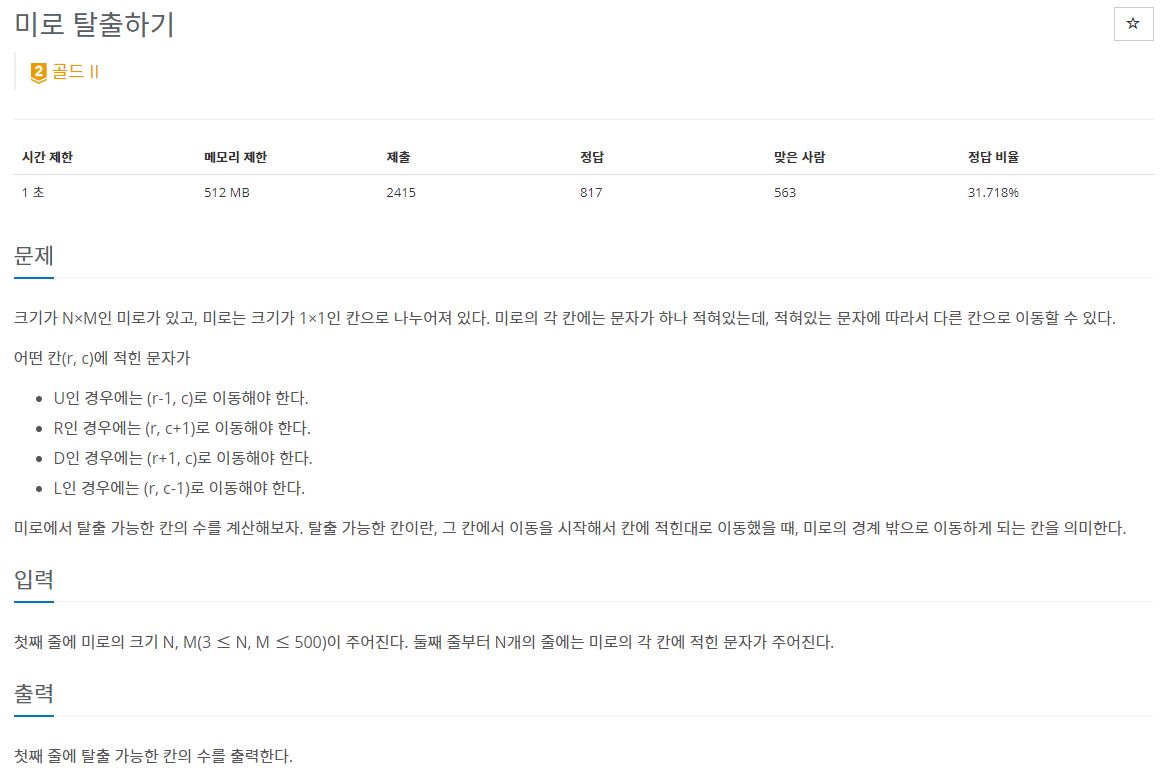 미로 탈출하기
☆
2 골드 II
시간 제한 메모리 제한 제출 정답 맞은 사람 정답 비율
1 초 512 MB 2415 817 563 31.718%
문제
크기가 N×M인 미로가 있고, 미로는 크기가 1×1인 칸으로 나누어져 있다. 미로의 각 칸에는 문자가 하나 적혀있는데, 적혀있는 문자에 따라서 다른 칸으로 이동할 수 있다.
어떤 칸(r, c)에 적힌 문자가
• U인 경우에는 (r-1, c)로 이동해야 한다.
• R인 경우에는 (r, c+1)로 이동해야 한다.
• D인 경우에는 (r+1, c)로 이동해야 한다.
• L인 경우에는 (r, c-1)로 이동해야 한다.
미로에서 탈출 가능한 칸의 수를 계산해보자. 탈출 가능한 칸이란, 그 칸에서 이동을 시작해서 칸에 적힌대로 이동했을 때, 미로의 경계 밖으로 이동하게 되는 칸을 의미한다.
입력
첫째 줄에 미로의 크기 N, M(3 ≤ N, M ≤ 500)이 주어진다. 둘째 줄부터 N개의 줄에는 미로의 각 칸에 적힌 문자가 주어진다.
출력
첫째 줄에 탈출 가능한 칸의 수를 출력한다.